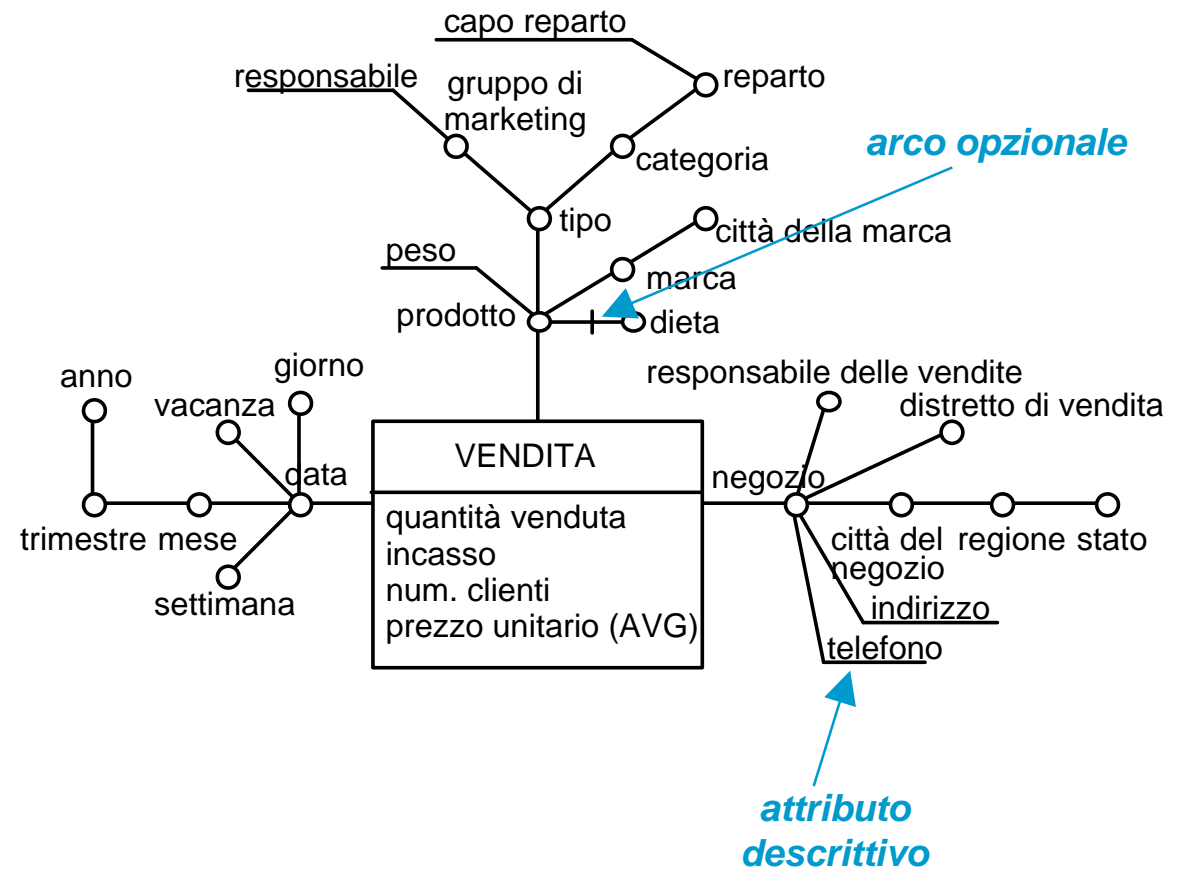 capo reparto
responsabile
gruppo di
marketing
reparto
arco opzionale
categoria
tipo
città della marca
peso
marca
prodotto
dieta
anno
giorno
responsabile delle vendite
vacanza
distretto di vendita
data
VENDITA
negozio
quantità venduta
trimestre
mese
città del
negozio
regione
stato
incasso
num. clienti
settimana
indirizzo
prezzo unitario (AVG)
telefono
attributo
descrittivo